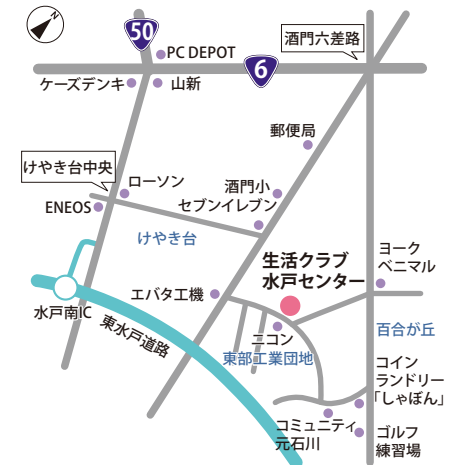 50
PC DEPOT
酒門六差路
6
ケーズデンキ
山新
郵便局
けやき台中央
ローソン
ENEOS
酒門小
セブンイレブン
けやき台
生活クラブ
水戸センター
ヨーク
ベニマル
エバタ工機
水戸南IC
東水戸道路
ニコン
東部工業団地
百合が丘
コイン
ランドリー
「しゃぼん」
コミュニティ
元石川
ゴルフ
練習場